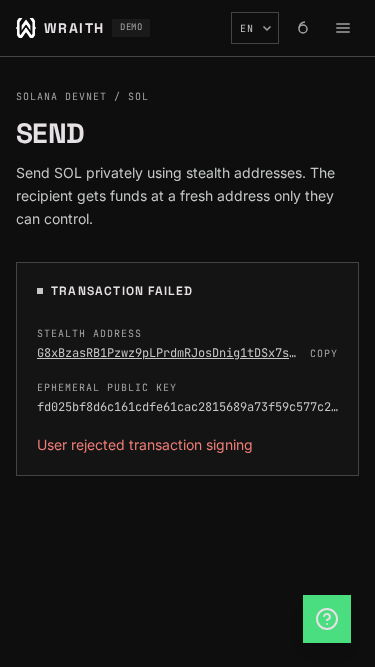 WRAITH DEMO EN
SOLANA DEVNET / SOL
SEND
Send SOL privately using stealth addresses. The
recipient gets funds at a fresh address only they
can control.
TRANSACTION FAILED
STEALTH ADDRESS
G8xBzasRB1Pzwz9pLPrdmRJosDnig1tDSx7s… COPY
EPHEMERAL PUBLIC KEY
fd025bf8d6c161cdfe61cac2815689a73f59c577c2…
User rejected transaction signing